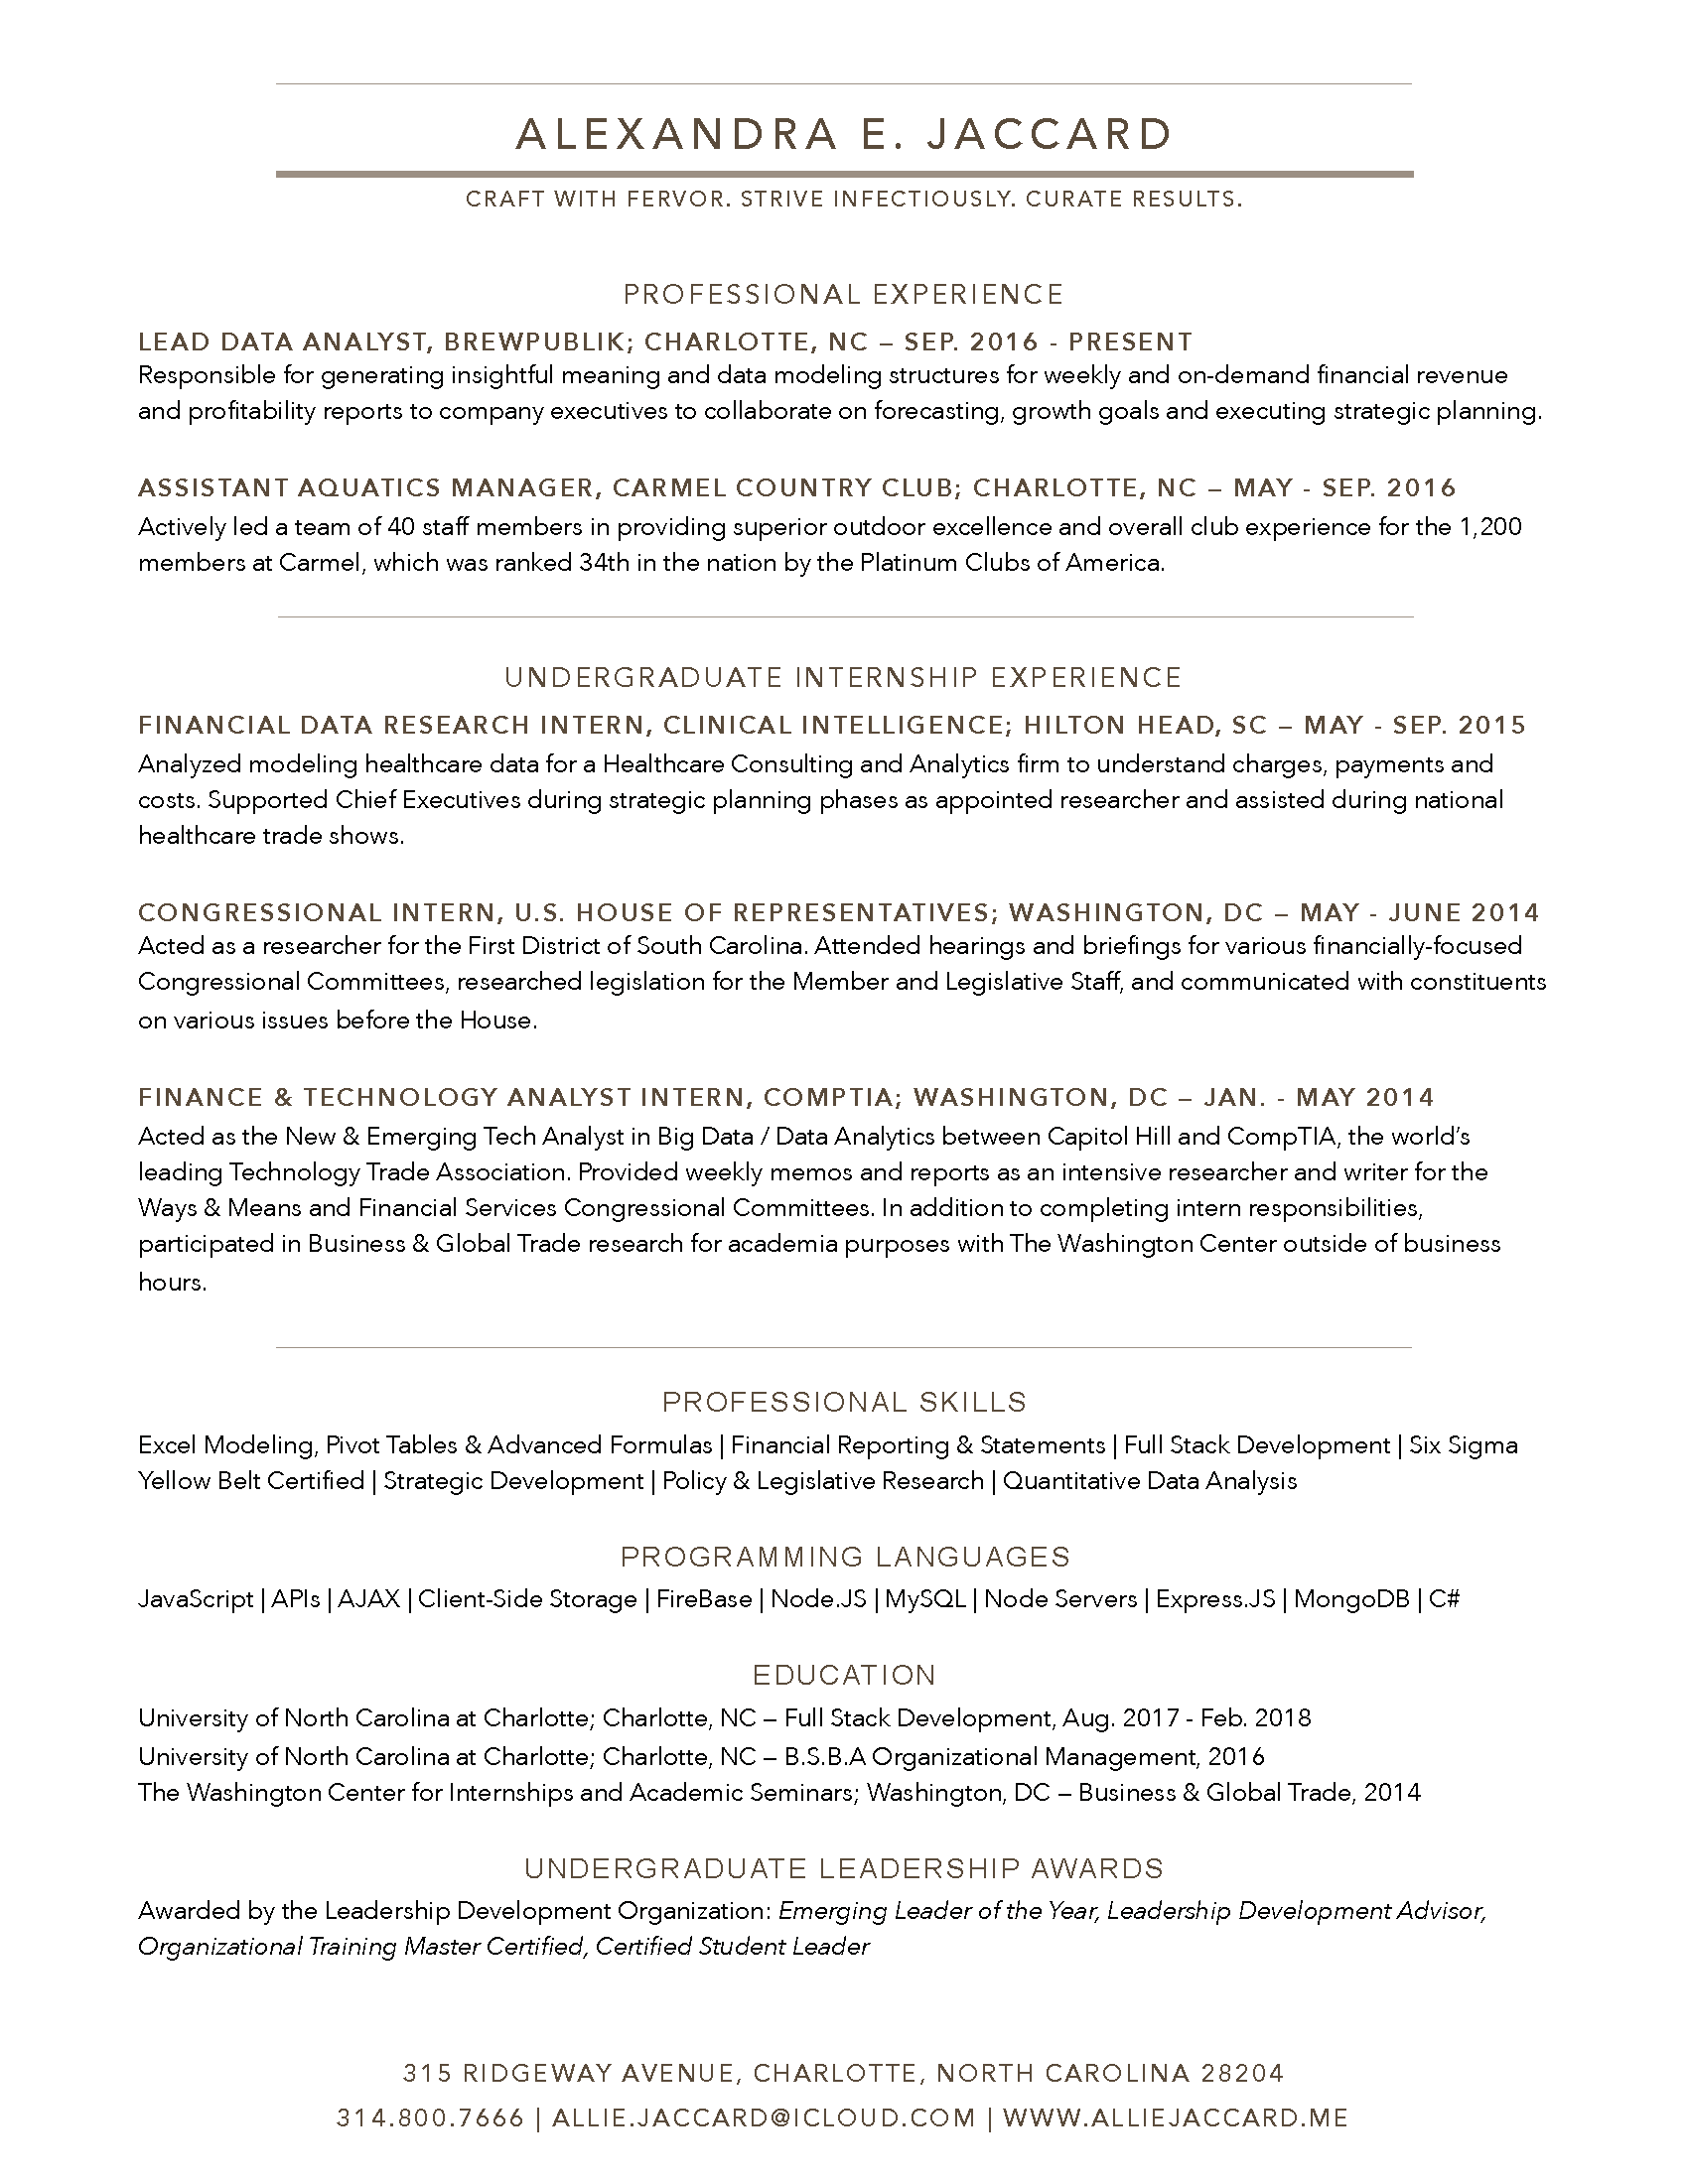 ALEXANDRA E. JACCARD
CRAFT WITH FERVOR. STRIVE INFECTIOUSLY. CURATE RESULTS.
PROFESSIONAL EXPERIENCE
LEAD DATA ANALYST, BREWPUBLIK; CHARLOTTE, NC – SEP. 2016 - PRESENT
Responsible for generating insightful meaning and data modeling structures for weekly and on-demand financial revenue
and profitability reports to company executives to collaborate on forecasting, growth goals and executing strategic planning.
ASSISTANT AQUATICS MANAGER, CARMEL COUNTRY CLUB; CHARLOTTE, NC – MAY - SEP. 2016
Actively led a team of 40 staff members in providing superior outdoor excellence and overall club experience for the 1,200
members at Carmel, which was ranked 34th in the nation by the Platinum Clubs of America.
UNDERGRADUATE INTERNSHIP EXPERIENCE
FINANCIAL DATA RESEARCH INTERN, CLINICAL INTELLIGENCE; HILTON HEAD, SC – MAY - SEP. 2015
Analyzed modeling healthcare data for a Healthcare Consulting and Analytics firm to understand charges, payments and
costs. Supported Chief Executives during strategic planning phases as appointed researcher and assisted during national
healthcare trade shows.
CONGRESSIONAL INTERN, U.S. HOUSE OF REPRESENTATIVES; WASHINGTON, DC – MAY - JUNE 2014
Acted as a researcher for the First District of South Carolina. Attended hearings and briefings for various financially-focused
Congressional Committees, researched legislation for the Member and Legislative Staff, and communicated with constituents
on various issues before the House.
FINANCE & TECHNOLOGY ANALYST INTERN, COMPTIA; WASHINGTON, DC – JAN. - MAY 2014
Acted as the New & Emerging Tech Analyst in Big Data / Data Analytics between Capitol Hill and CompTIA, the world’s
leading Technology Trade Association. Provided weekly memos and reports as an intensive researcher and writer for the
Ways & Means and Financial Services Congressional Committees. In addition to completing intern responsibilities,
participated in Business & Global Trade research for academia purposes with The Washington Center outside of business
hours.
PROFESSIONAL SKILLS
Excel Modeling, Pivot Tables & Advanced Formulas | Financial Reporting & Statements | Full Stack Development | Six Sigma
Yellow Belt Certified | Strategic Development | Policy & Legislative Research | Quantitative Data Analysis
PROGRAMMING LANGUAGES
JavaScript | APIs | AJAX | Client-Side Storage | FireBase | Node.JS | MySQL | Node Servers | Express.JS | MongoDB | C#
EDUCATION
University of North Carolina at Charlotte; Charlotte, NC – Full Stack Development, Aug. 2017 - Feb. 2018
University of North Carolina at Charlotte; Charlotte, NC – B.S.B.A Organizational Management, 2016
The Washington Center for Internships and Academic Seminars; Washington, DC – Business & Global Trade, 2014
UNDERGRADUATE LEADERSHIP AWARDS
Awarded by the Leadership Development Organization: Emerging Leader of the Year, Leadership Development Advisor,
Organizational Training Master Certified, Certified Student Leader
315 RIDGEWAY AVENUE, CHARLOTTE, NORTH CAROLINA 28204
314.800.7666 | ALLIE.JACCARD@ICLOUD.COM | WWW.ALLIEJACCARD.ME